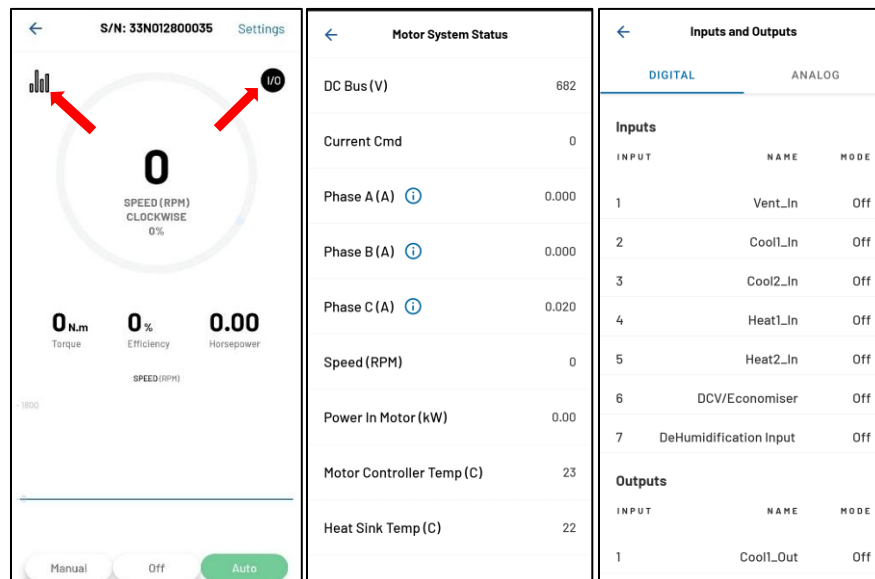 S/N: 33N012800035 Settings
I/O
0
SPEED (RPM)
CLOCKWISE
0%
0 N.m 0 % 0.00
Torque Efficiency Horsepower
SPEED (RPM)
- 1800
- 0
Manual Off Auto
Motor System Status
DC Bus (V) 682
Current Cmd 0
Phase A (A) i 0.000
Phase B (A) i 0.000
Phase C (A) i 0.020
Speed (RPM) 0
Power In Motor (kW) 0.00
Motor Controller Temp (C) 23
Heat Sink Temp (C) 22
Inputs and Outputs
DIGITAL ANALOG
Inputs
INPUT NAME MODE
1 Vent_In Off
2 Cool1_In Off
3 Cool2_In Off
4 Heat1_In Off
5 Heat2_In Off
6 DCV/Economiser Off
7 DeHumidification Input Off
Outputs
INPUT NAME MODE
1 Cool1_Out Off